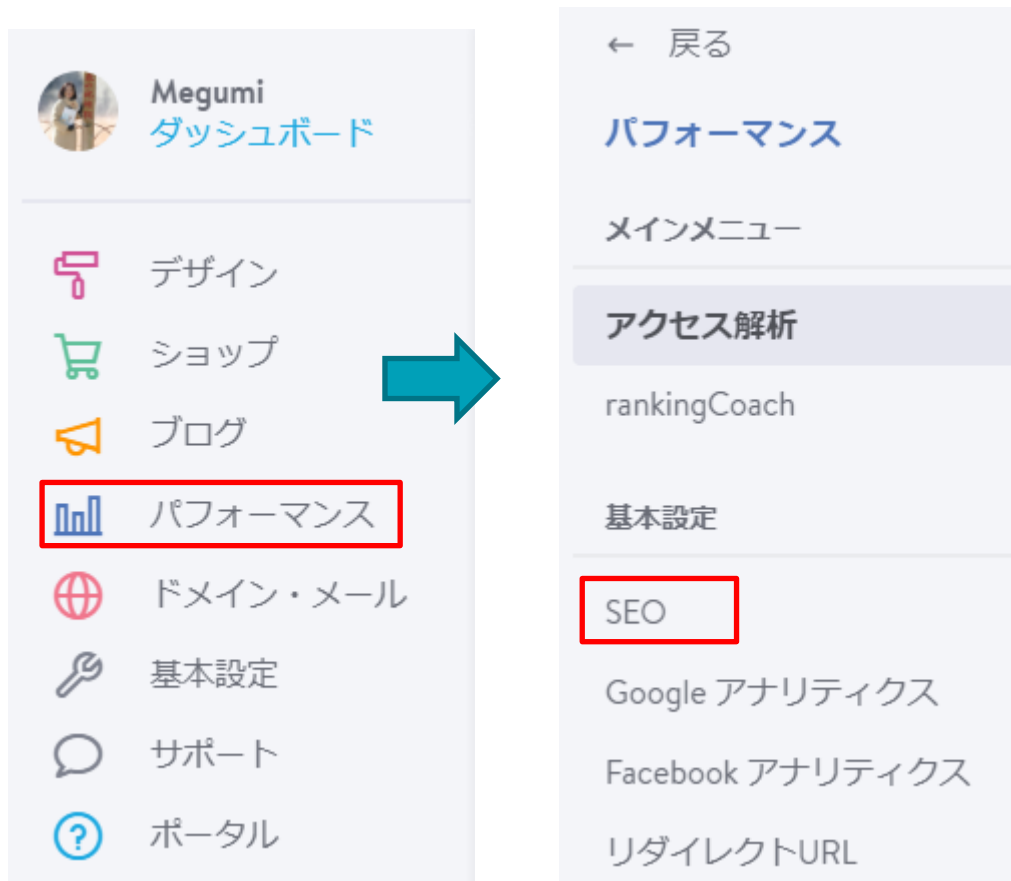 Megumi
ダッシュボード
デザイン
ショップ
ブログ
パフォーマンス
ドメイン・メール
基本設定
サポート
ポータル
← 戻る
パフォーマンス
メインメニュー
アクセス解析
rankingCoach
基本設定
SEO
Google アナリティクス
Facebook アナリティクス
リダイレクトURL